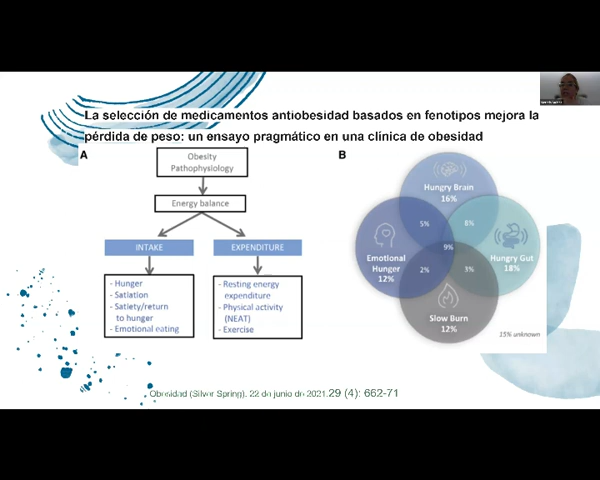 La selección de medicamentos antiobesidad basados en fenotipos mejora la
pérdida de peso: un ensayo pragmático en una clínica de obesidad
A
Obesity
Pathophysiology
Energy balance
INTAKE
EXPENDITURE
- Hunger
- Satiation
- Satiety/return
to hunger
- Emotional eating
- Resting energy
expenditure
- Physical activity
(NEAT)
- Exercise
B
Hungry Brain
16%
5%
8%
Emotional
Hunger
12%
9%
Hungry Gut
18%
2%
3%
Slow Burn
12%
15% unknown
Obesidad (Silver Spring). 22 de junio de 2021.29 (4): 662-71